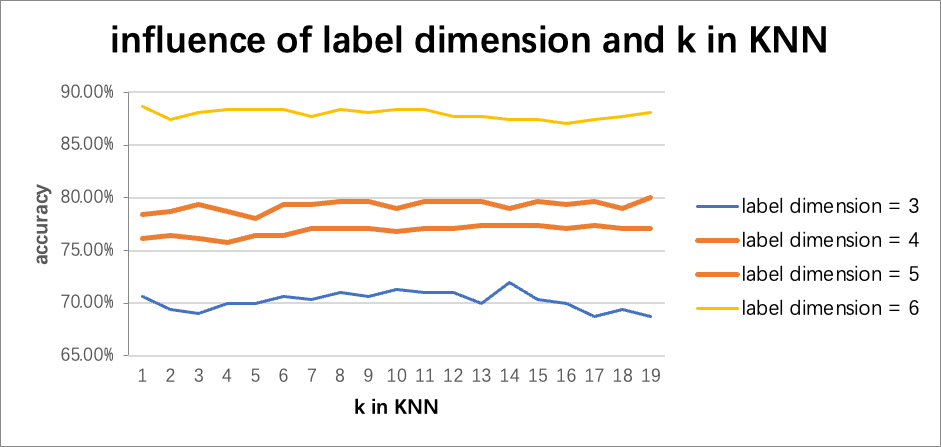 influence of label dimension and k in KNN
90.00%
85.00%
80.00%
75.00%
70.00%
65.00%
accuracy
1 2 3 4 5 6 7 8 9 10 11 12 13 14 15 16 17 18 19
k in KNN
label dimension = 3
label dimension = 4
label dimension = 5
label dimension = 6